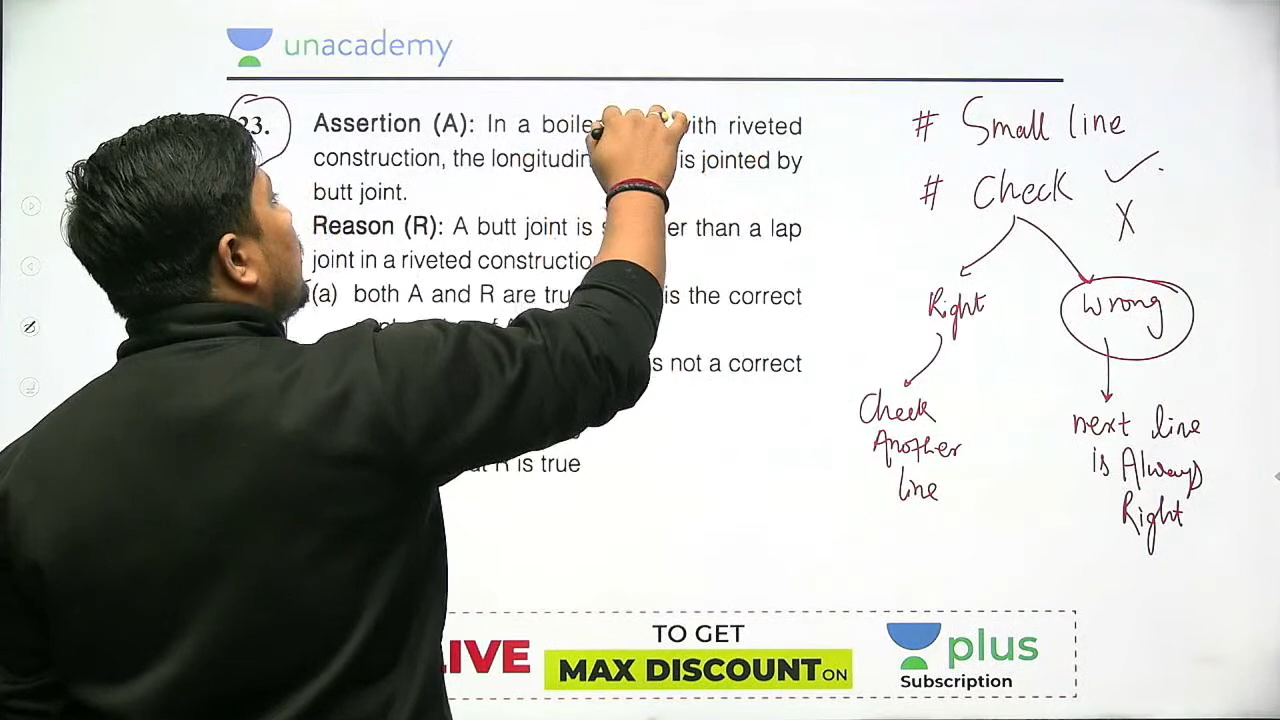 unacademy
23.
Assertion (A): In a boile with riveted
construction, the longitudin is jointed by
butt joint.
Reason (R): A butt joint is s er than a lap
joint in a riveted constructio
(a) both A and R are tru is the correct
is not a correct
R is true
# Small line
# Check ✓
X
Right
Wrong
Check
Another
line
next line
is Always
Right
LIVE
TO GET
MAX DISCOUNT ON
plus
Subscription